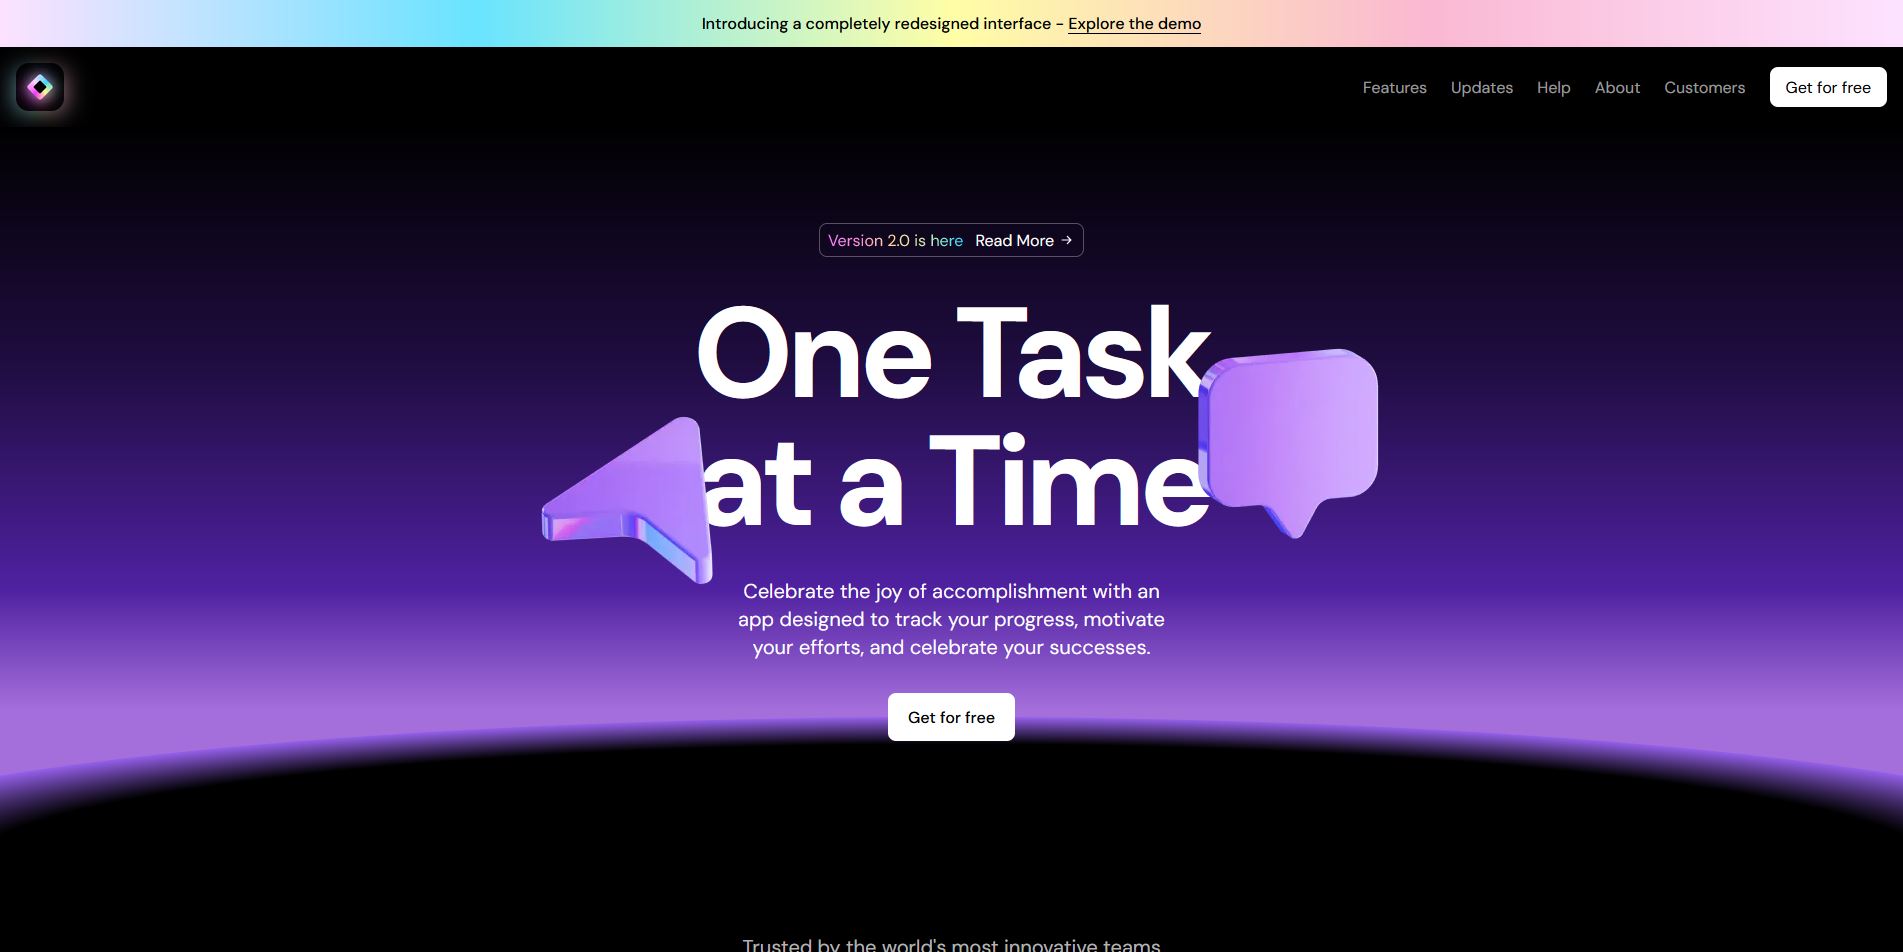 Introducing a completely redesigned interface - Explore the demo
Features Updates Help About Customers Get for free
Version 2.0 is here Read More →
One Task
at a Time
Celebrate the joy of accomplishment with an
app designed to track your progress, motivate
your efforts, and celebrate your successes.
Get for free
Trusted by the world's most innovative teams